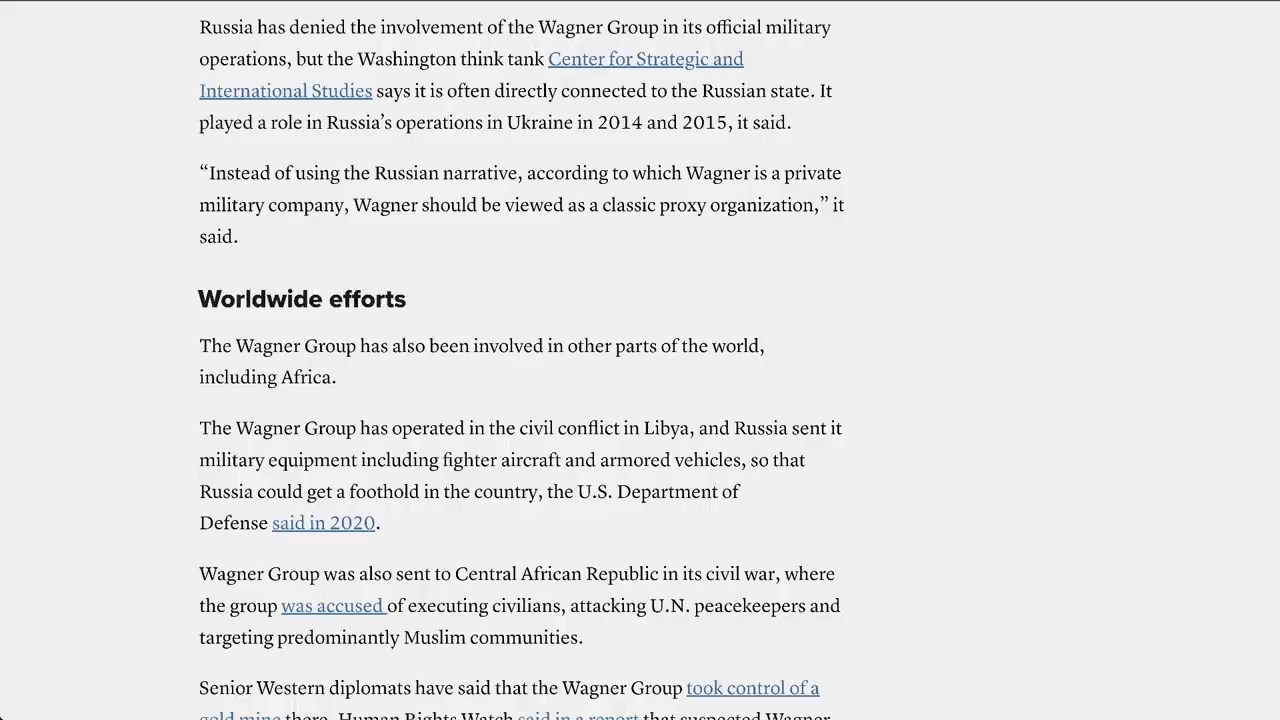 Russia has denied the involvement of the Wagner Group in its official military
operations, but the Washington think tank Center for Strategic and
International Studies says it is often directly connected to the Russian state. It
played a role in Russia’s operations in Ukraine in 2014 and 2015, it said.
“Instead of using the Russian narrative, according to which Wagner is a private
military company, Wagner should be viewed as a classic proxy organization,” it
said.
Worldwide efforts
The Wagner Group has also been involved in other parts of the world,
including Africa.
The Wagner Group has operated in the civil conflict in Libya, and Russia sent it
military equipment including fighter aircraft and armored vehicles, so that
Russia could get a foothold in the country, the U.S. Department of
Defense said in 2020.
Wagner Group was also sent to Central African Republic in its civil war, where
the group was accused of executing civilians, attacking U.N. peacekeepers and
targeting predominantly Muslim communities.
Senior Western diplomats have said that the Wagner Group took control of a
gold mine there. Human Rights Watch said in a report that suspected Wagner